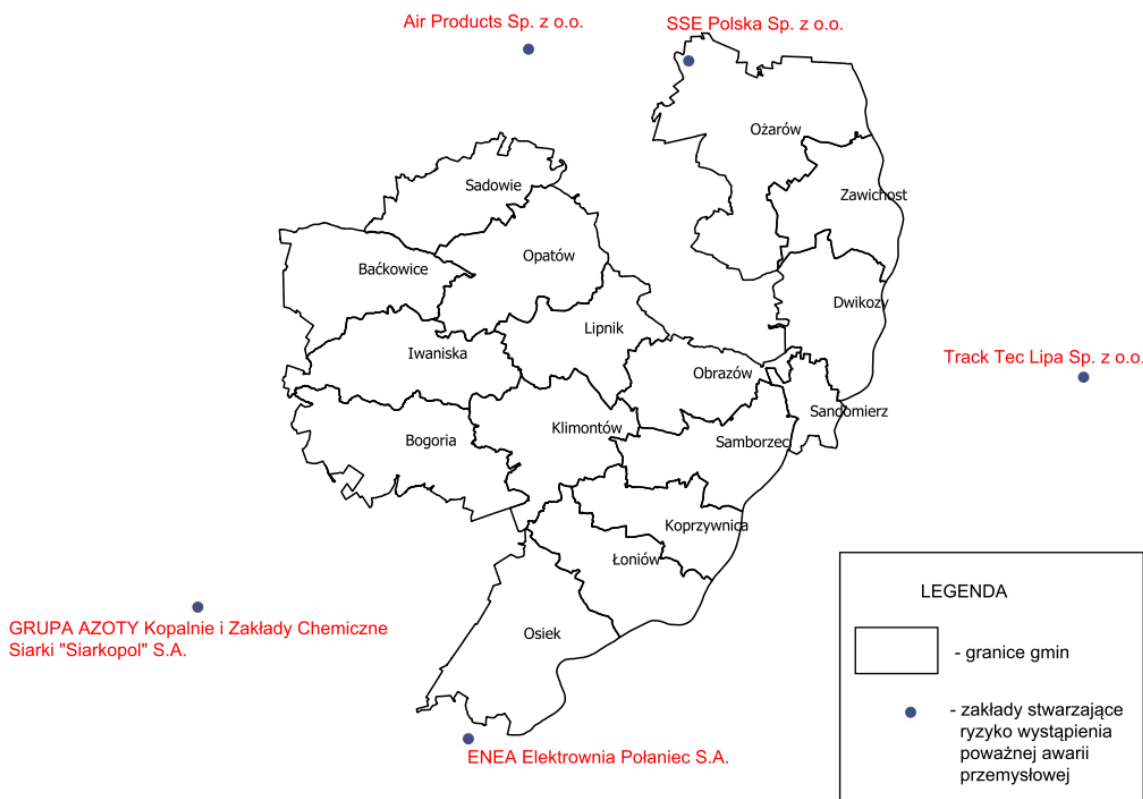 Air Products Sp. z o.o.
SSE Polska Sp. z o.o.
Ożarów
Sadowie
Zawichost
Opatów
Baćkowice
Dwikozy
Lipnik
Iwaniska
Track Tec Lipa Sp. z o.o.
Obrazów
Sandomierz
Klimontów
Bogoria
Samborzec
Koprzywnica
Łoniów
LEGENDA
GRUPA AZOTY Kopalnie i Zakłady Chemiczne
Siarki "Siarkopol" S.A.
Osiek
- granice gmin
- zakłady stwarzające
ryzyko wystąpienia
poważnej awarii
przemysłowej
ENEA Elektrownia Połaniec S.A.